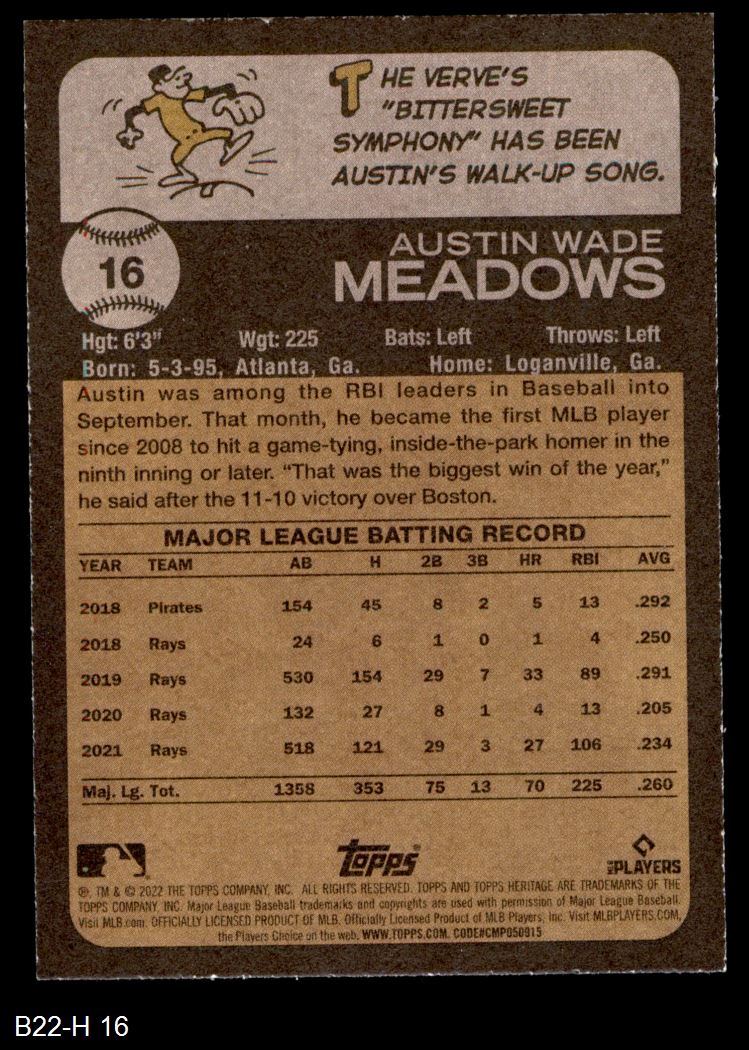 THE VERVE'S
"BITTERSWEET
SYMPHONY" HAS BEEN
AUSTIN'S WALK-UP SONG.
16
AUSTIN WADE
MEADOWS
Hgt: 6'3" Wgt: 225 Bats: Left Throws: Left
Born: 5-3-95, Atlanta, Ga. Home: Loganville, Ga.
Austin was among the RBI leaders in Baseball into
September. That month, he became the first MLB player
since 2008 to hit a game-tying, inside-the-park homer in the
ninth inning or later. "That was the biggest win of the year,"
he said after the 11-10 victory over Boston.
MAJOR LEAGUE BATTING RECORD
YEAR TEAM AB H 2B 3B HR RBI AVG
2018 Pirates 154 45 8 2 5 13 .292
2018 Rays 24 6 1 0 1 4 .250
2019 Rays 530 154 29 7 33 89 .291
2020 Rays 132 27 8 1 4 13 .205
2021 Rays 518 121 29 3 27 106 .234
Maj. Lg. Tot. 1358 353 75 13 70 225 .260
Topps
MLB PLAYERS
℗, TM & © 2022 THE TOPPS COMPANY, INC. ALL RIGHTS RESERVED. TOPPS AND TOPPS HERITAGE ARE TRADEMARKS OF THE
TOPPS COMPANY, INC. Major League Baseball trademarks and copyrights are used with permission of Major League Baseball.
Visit MLB.com. OFFICIALLY LICENSED PRODUCT OF MLB. Officially Licensed Product of MLB Players, Inc. Visit MLBPLAYERS.COM,
the Players Choice on the web. WWW.TOPPS.COM. CODE#CMP050915
B22-H 16